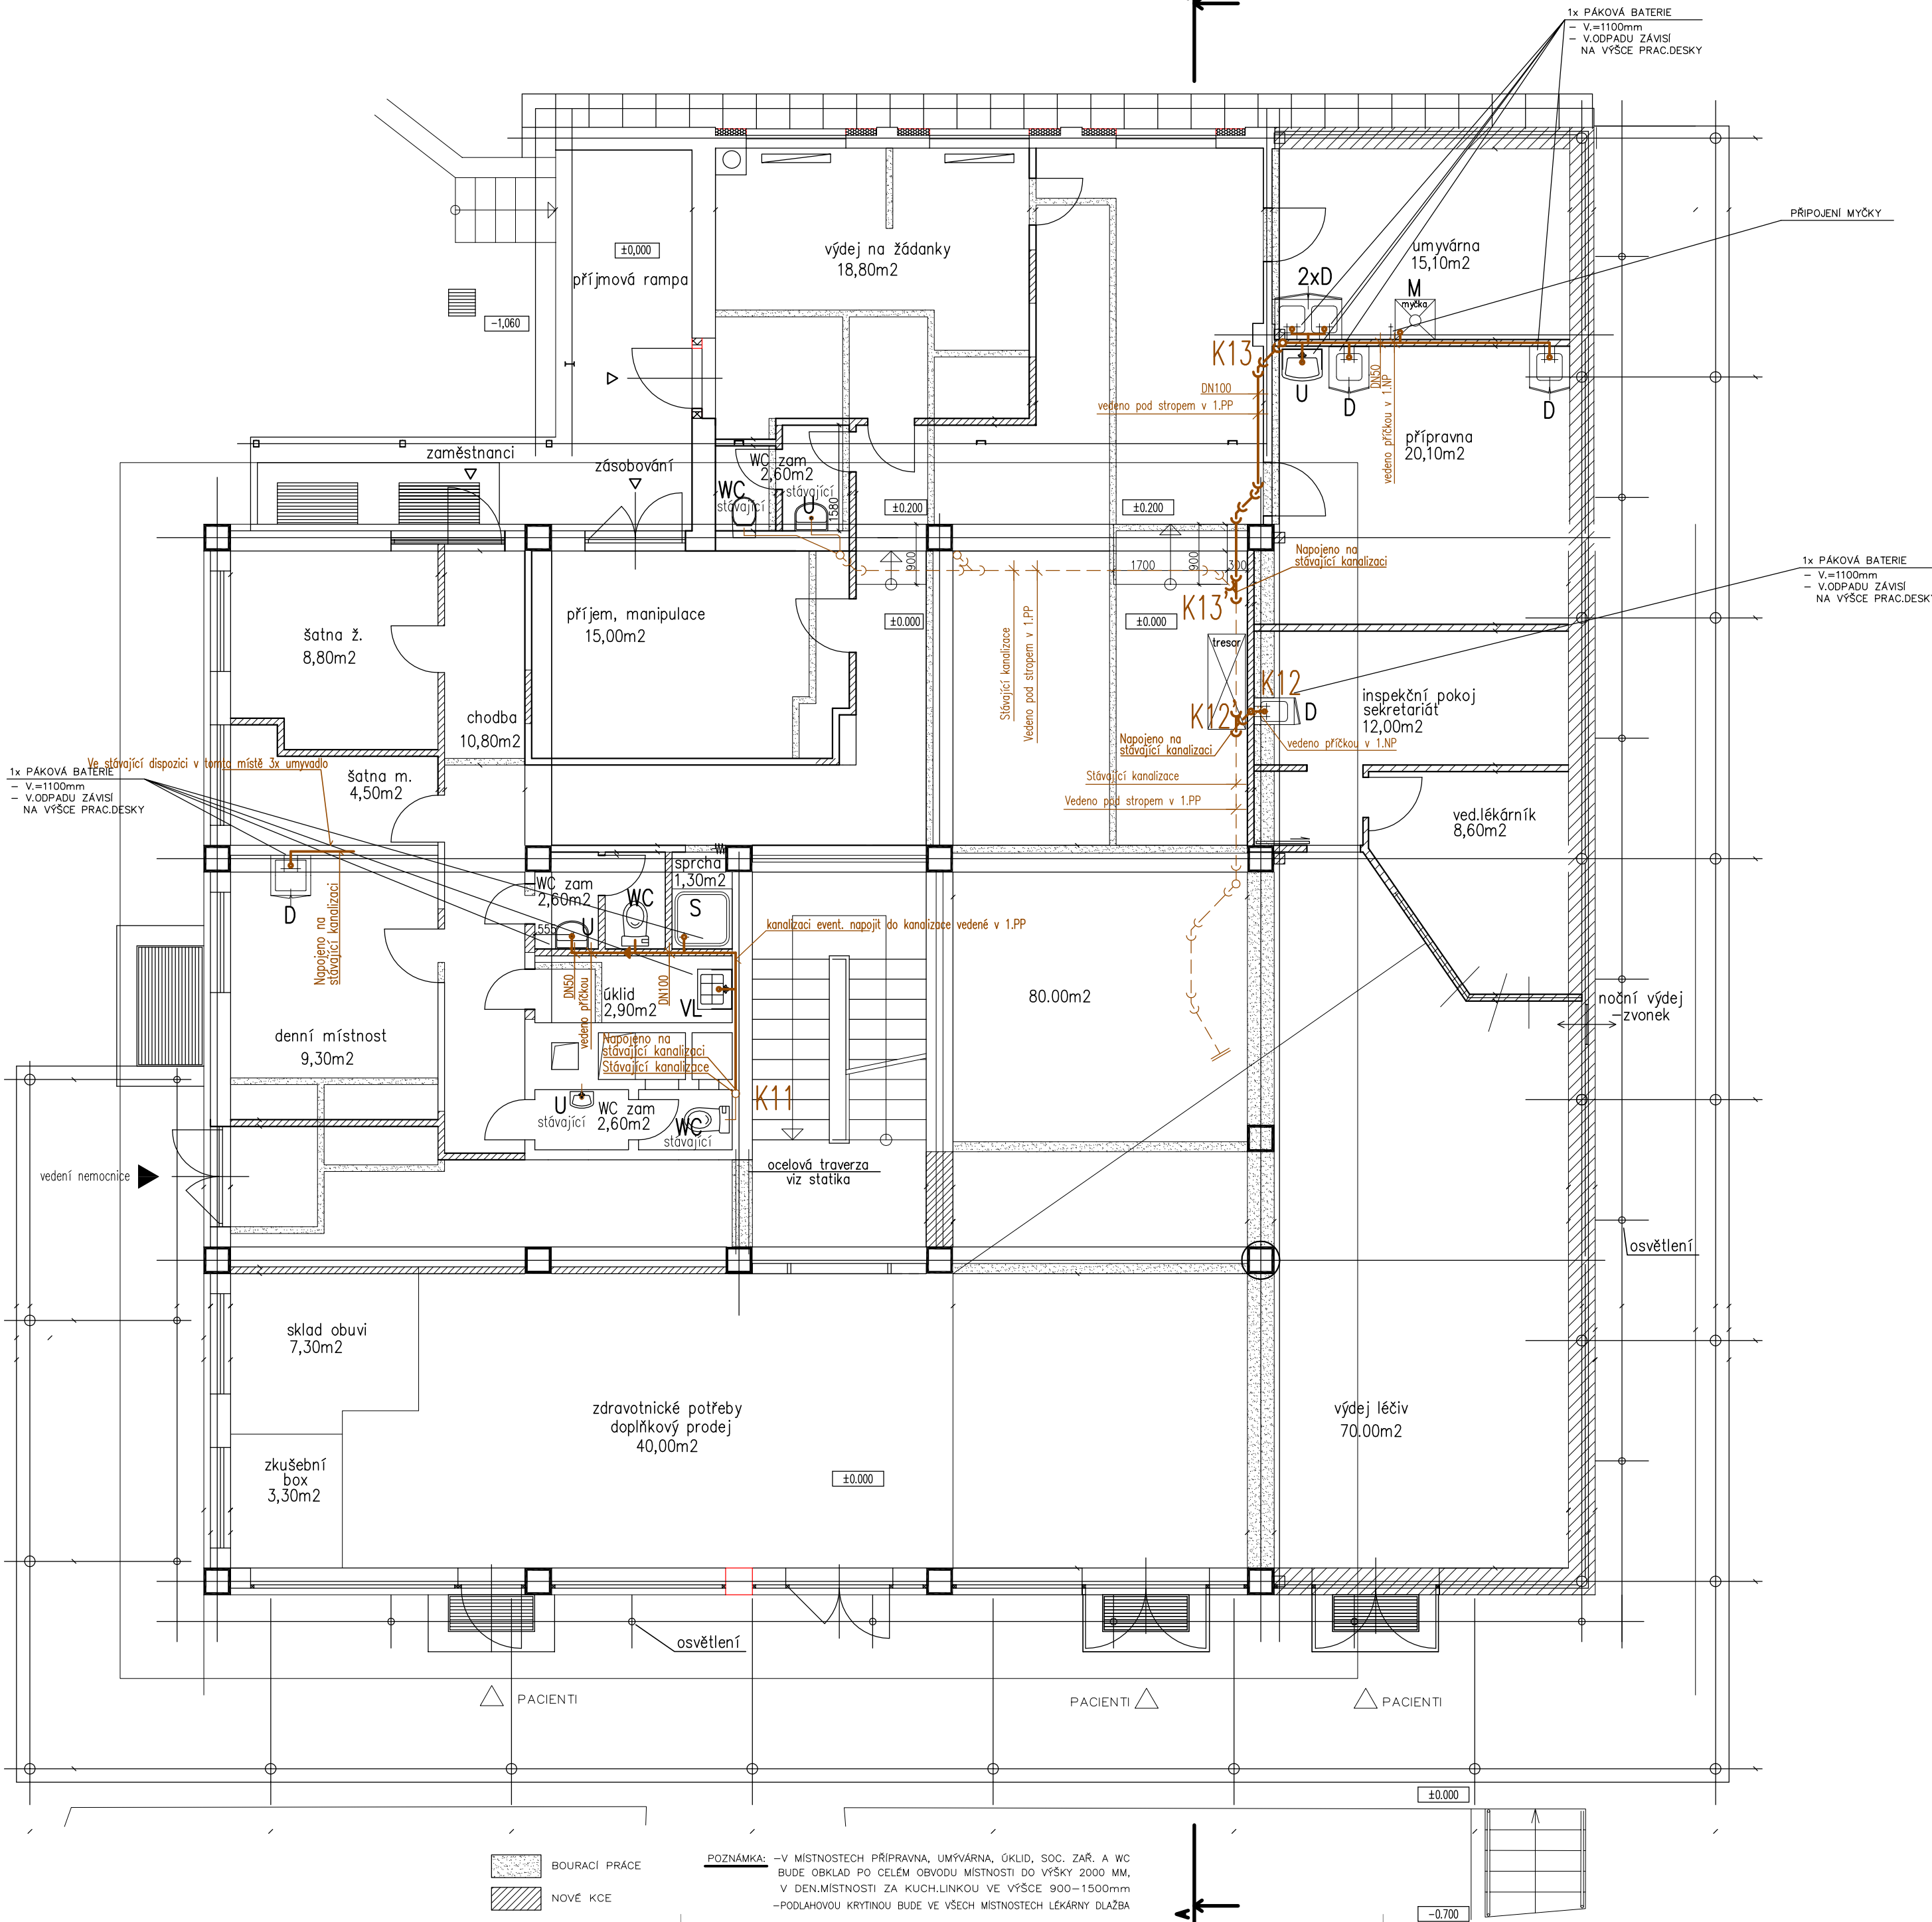 1x PÁKOVÁ BATERIE
- V.=1100mm
- V.ODPADU ZÁVISÍ
NA VÝŠCE PRAC.DESKY
PŘIPOJENÍ MYČKY
±0,000
příjmová rampa
-1,060
výdej na žádanky
18,80m2
umyvárna
15,10m2
2xD
M
myčka
K13
DN100
vedeno pod stropem v 1.PP
U
D
D
DN50
vedeno příčkou v 1.NP
přípravna
20,10m2
zaměstnanci
zásobování
WC zam
2,60m2
stávající
WC
stávající
U
1580
±0.200
±0.200
900
1700
900
300
Napojeno na
stávající kanalizaci
K13'
1x PÁKOVÁ BATERIE
- V.=1100mm
- V.ODPADU ZÁVISÍ
NA VÝŠCE PRAC.DESKY
šatna ž.
8,80m2
příjem, manipulace
15,00m2
±0.000
±0.000
Stávající kanalizace
Vedeno pod stropem v 1.PP
tresor
K12
K12'
D
inspekční pokoj
sekretariát
12,00m2
Napojeno na
stávající kanalizaci
vedeno příčkou v 1.NP
Stávající kanalizace
Vedeno pod stropem v 1.PP
chodba
10,80m2
Ve stávající dispozici v tomto místě 3x umyvadlo
1x PÁKOVÁ BATERIE
- V.=1100mm
- V.ODPADU ZÁVISÍ
NA VÝŠCE PRAC.DESKY
šatna m.
4,50m2
ved.lékárník
8,60m2
D
Napojeno na
stávající kanalizaci
WC zam
2,60m2
WC
U
555
sprcha
1,30m2
S
kanalizaci event. napojit do kanalizace vedené v 1.PP
DN50
vedeno příčkou
DN100
úklid
2,90m2
VL
80.00m2
noční výdej
-zvonek
denní místnost
9,30m2
Napojeno na
stávající kanalizaci
Stávající kanalizace
K11
U
stávající
WC zam
2,60m2
WC
stávající
vedení nemocnice
ocelová traverza
viz statika
osvětlení
sklad obuvi
7,30m2
zdravotnické potřeby
doplňkový prodej
40,00m2
výdej léčiv
70.00m2
zkušební
box
3,30m2
±0.000
osvětlení
PACIENTI
PACIENTI
PACIENTI
±0.000
BOURACÍ PRÁCE
NOVÉ KCE
POZNÁMKA: -V MÍSTNOSTECH PŘÍPRAVNA, UMÝVÁRNA, ÚKLID, SOC. ZAŘ. A WC
BUDE OBKLAD PO CELÉM OBVODU MÍSTNOSTI DO VÝŠKY 2000 MM,
V DEN.MÍSTNOSTI ZA KUCH.LINKOU VE VÝŠCE 900-1500mm
-PODLAHOVOU KRYTINOU BUDE VE VŠECH MÍSTNOSTECH LÉKÁRNY DLAŽBA
A
-0.700